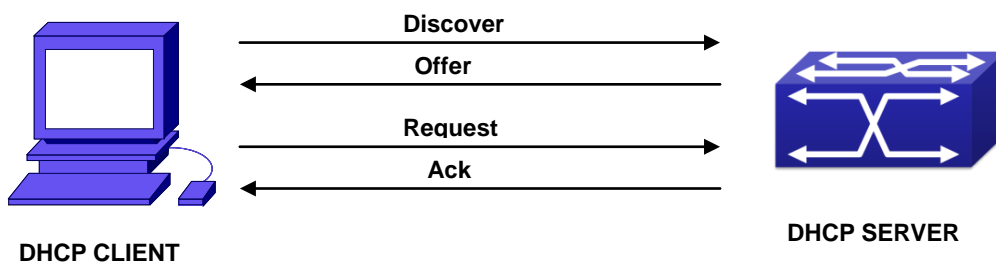 Discover
Offer
Request
Ack
DHCP CLIENT
DHCP SERVER